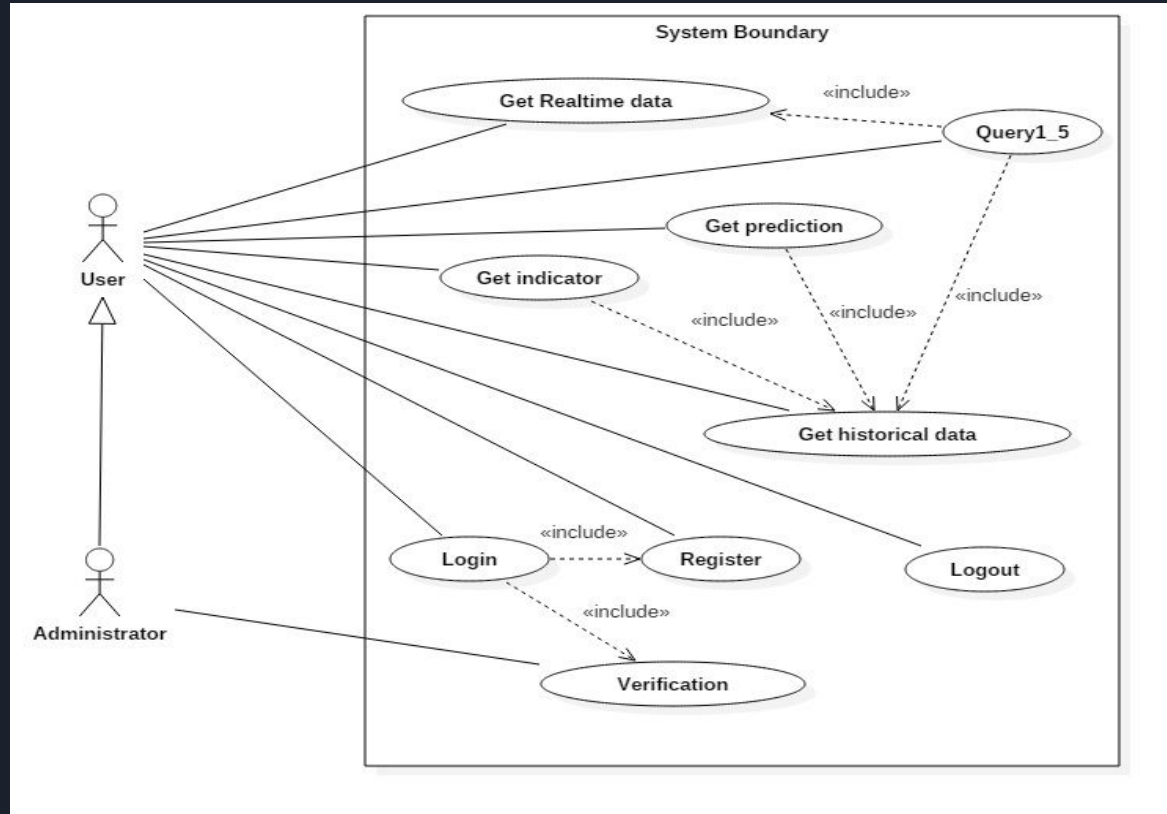 System Boundary
«include»
Get Realtime data
Query1_5
Get prediction
User
Get indicator
«include»
«include»
«include»
Get historical data
«include»
Login
Register
Logout
«include»
Administrator
Verification